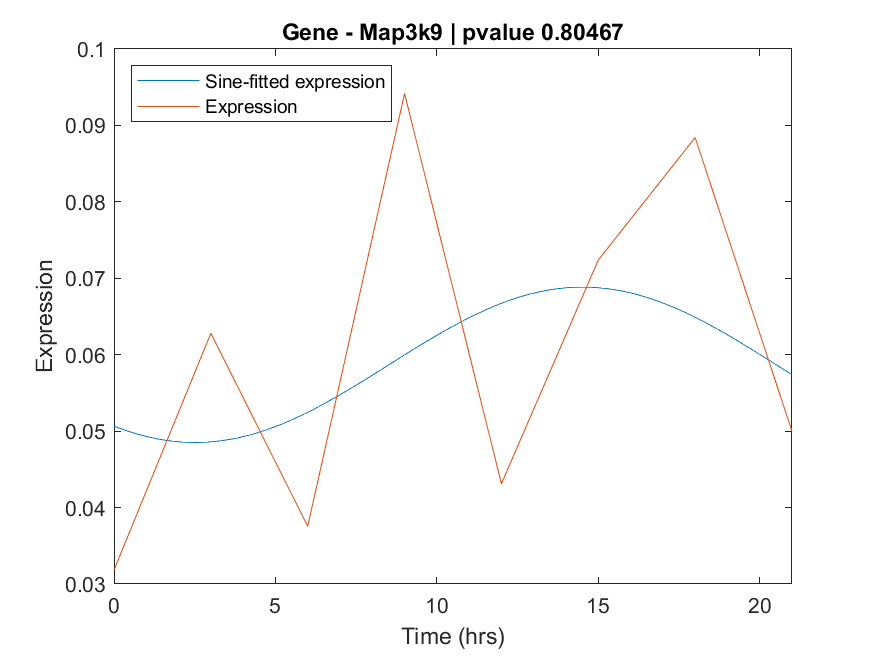 Gene - Map3k9 | pvalue 0.80467
Sine-fitted expression
Expression
0.1
0.09
0.08
0.07
0.06
0.05
0.04
0.03
Expression
0 5 10 15 20
Time (hrs)